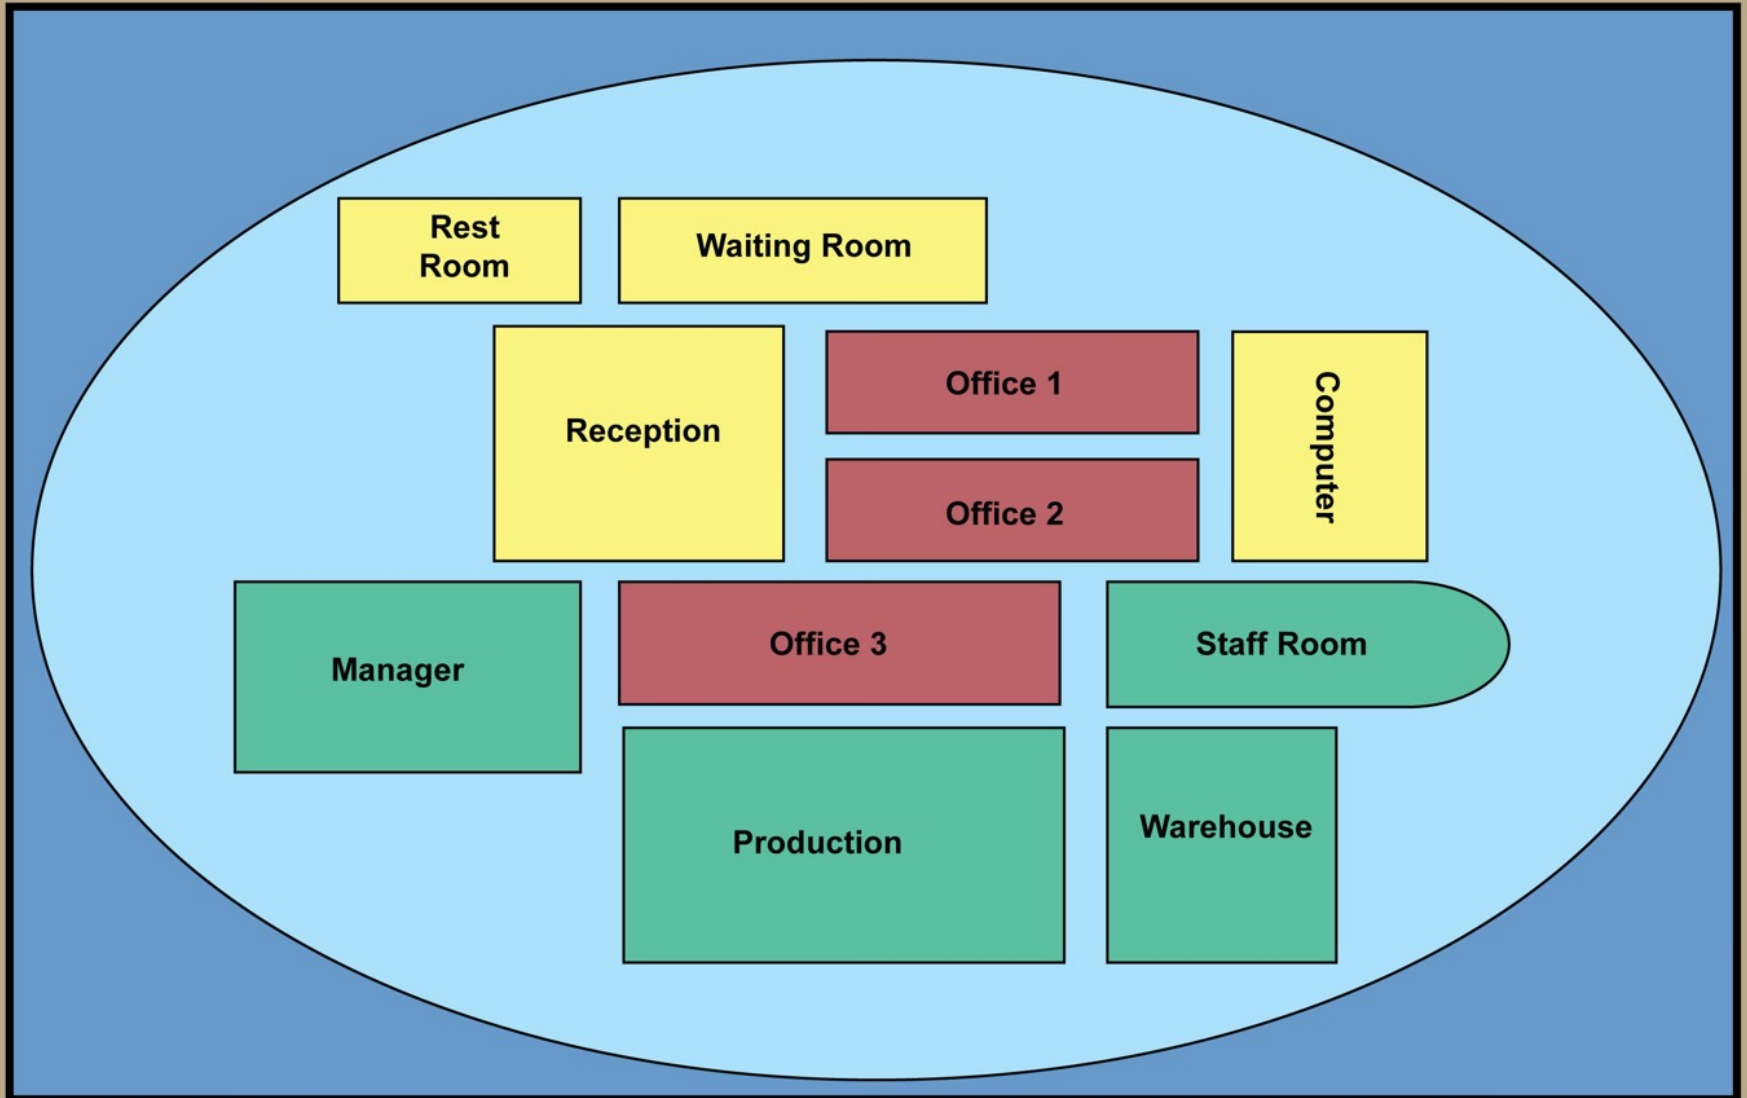 Rest
Room
Waiting Room
Reception
Office 1
Computer
Office 2
Manager
Office 3
Staff Room
Production
Warehouse